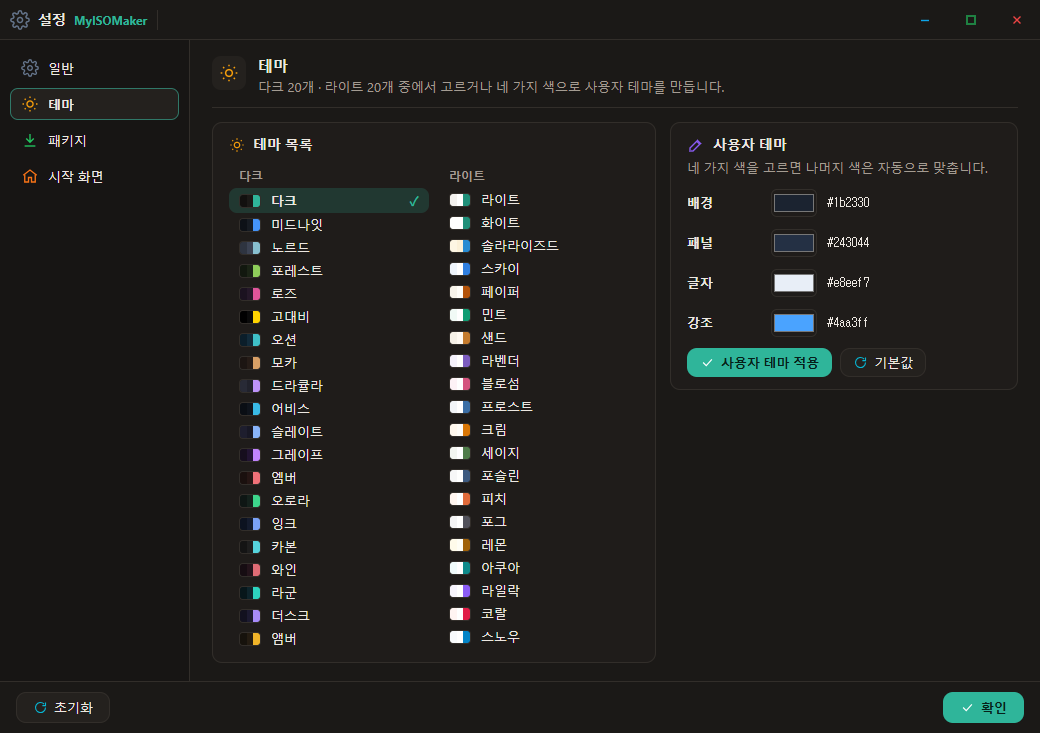 설정 MyISOMaker
일반
테마
패키지
시작 화면
테마
다크 20개 · 라이트 20개 중에서 고르거나 네 가지 색으로 사용자 테마를 만듭니다.
테마 목록
다크
다크
미드나잇
노르드
포레스트
로즈
고대비
오션
모카
드라큘라
어비스
슬레이트
그레이프
엠버
오로라
잉크
카본
와인
라군
더스크
앰버
라이트
라이트
화이트
솔라라이즈드
스카이
페이퍼
민트
샌드
라벤더
블로섬
프로스트
크림
세이지
포슬린
피치
포그
레몬
아쿠아
라일락
코랄
스노우
사용자 테마
네 가지 색을 고르면 나머지 색은 자동으로 맞춥니다.
배경 #1b2330
패널 #243044
글자 #e8eef7
강조 #4aa3ff
사용자 테마 적용
기본값
초기화
확인